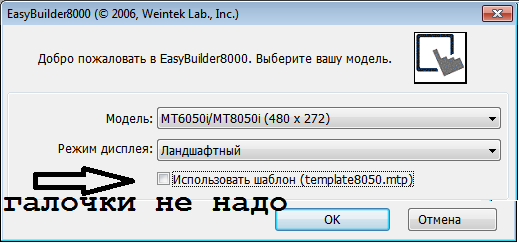 EasyBuilder8000 (© 2006, Weintek Lab., Inc.)
Добро пожаловать в EasyBuilder8000. Выберите вашу модель.
Модель: MT6050i/MT8050i (480 x 272)
Режим дисплея: Ландшафтный
Использовать шаблон (template8050.mtp)
галочки не надо
OK Отмена